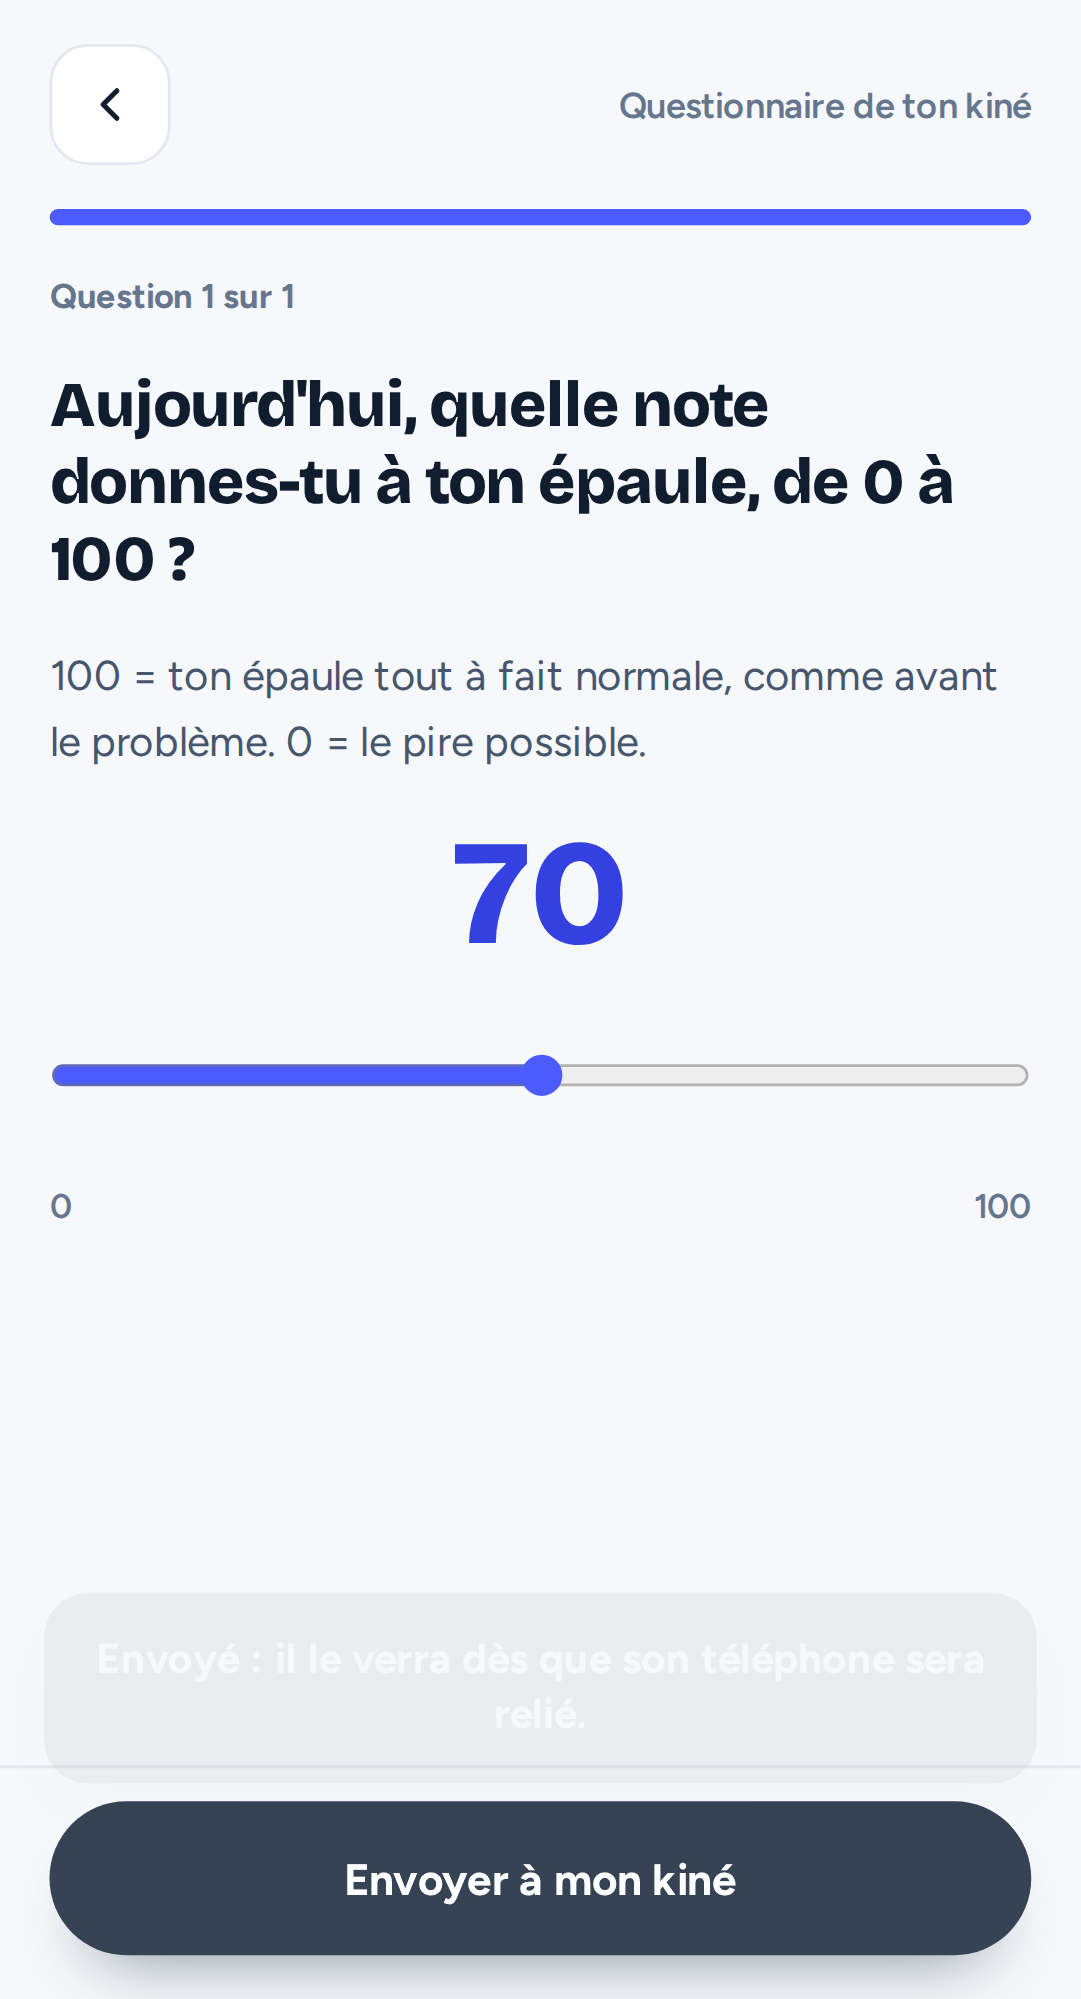 Questionnaire de ton kiné
Question 1 sur 1
Aujourd'hui, quelle note
donnes-tu à ton épaule, de 0 à
100 ?
100 = ton épaule tout à fait normale, comme avant
le problème. 0 = le pire possible.
70
0
100
Envoyé : il le verra dès que son téléphone sera
relié.
Envoyer à mon kiné